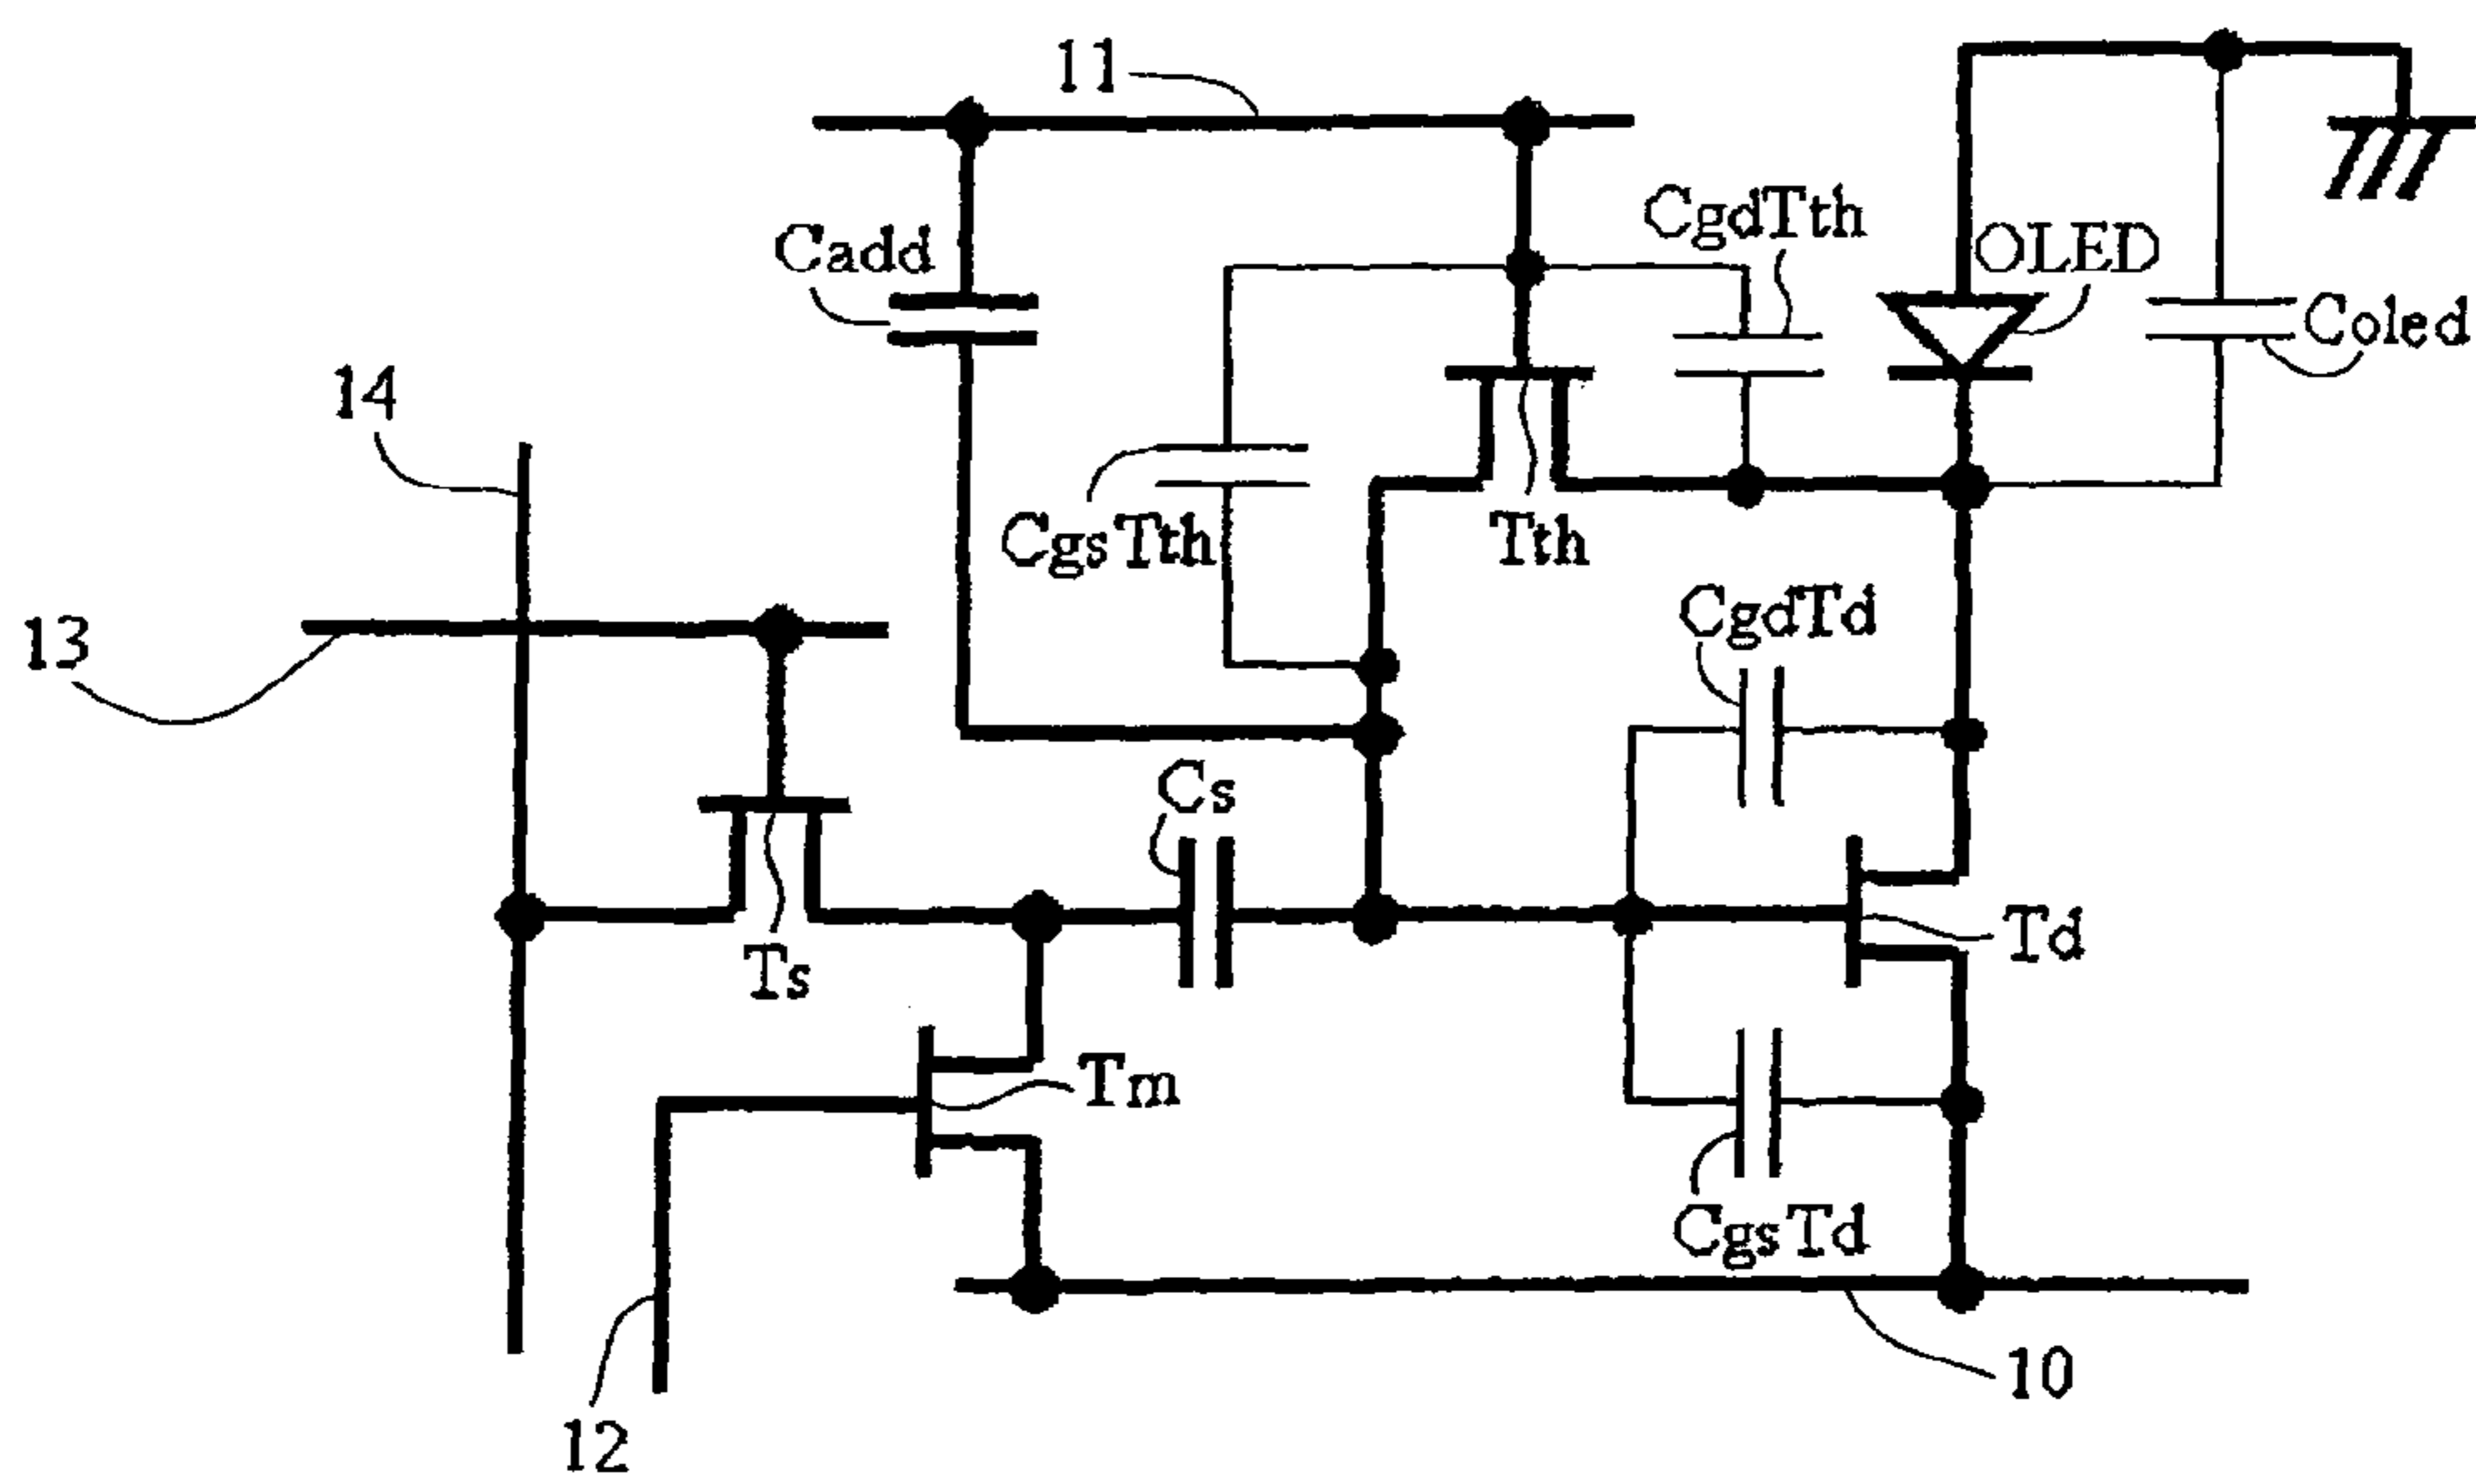 11
CgdTth
Cadd
OLED
Coled
14
CgsTth
Tth
13
CgdTd
Cs
Ts
Td
Tm
CgsTd
10
12